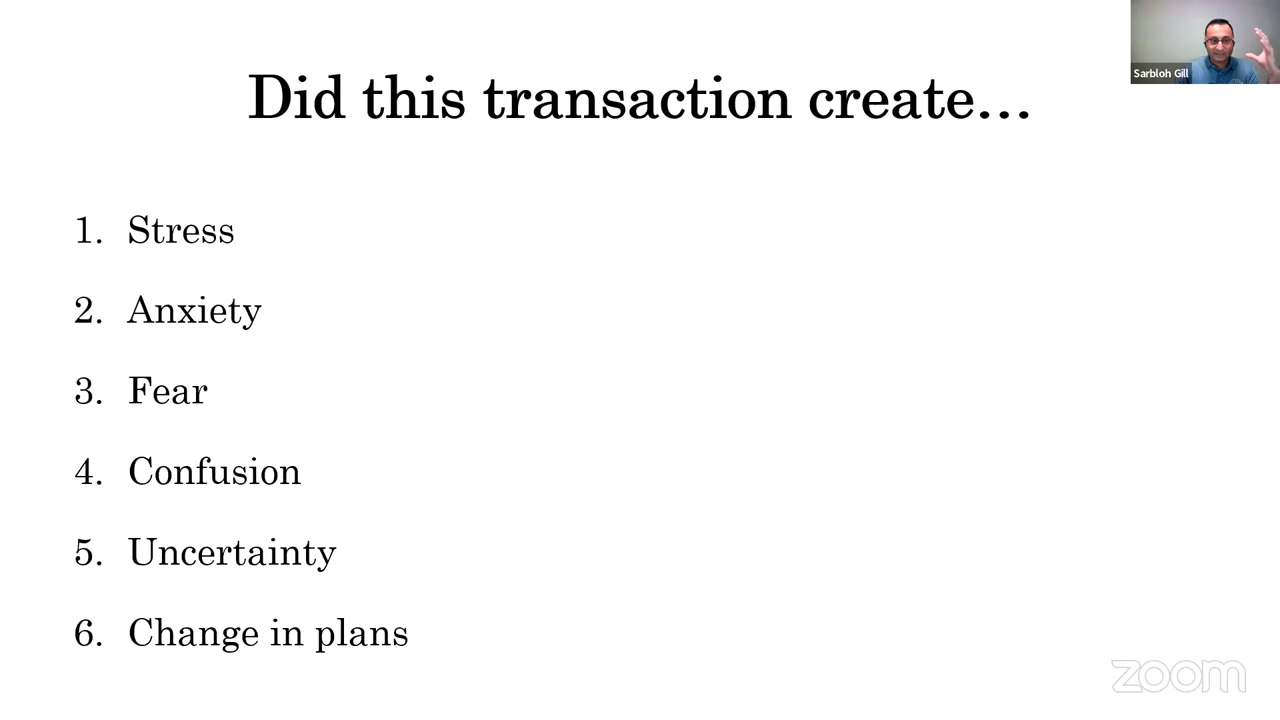 Sarbloh Gill
Did this transaction create...
1. Stress
2. Anxiety
3. Fear
4. Confusion
5. Uncertainty
6. Change in plans
zoom